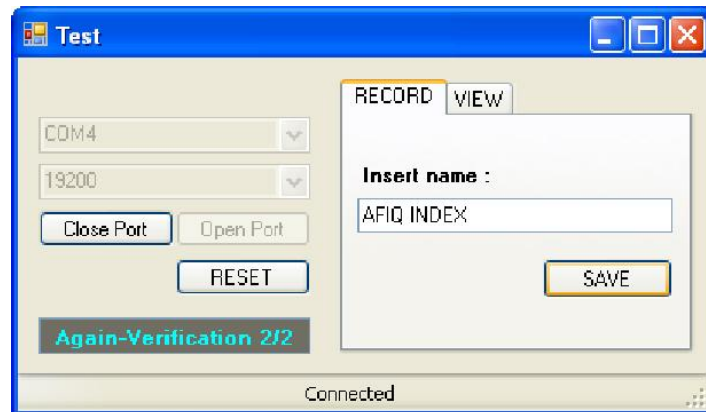 Test
COM4
19200
Close Port
Open Port
RESET
Again-Verification 2/2
RECORD
VIEW
Insert name :
AFIQ INDEX
SAVE
Connected